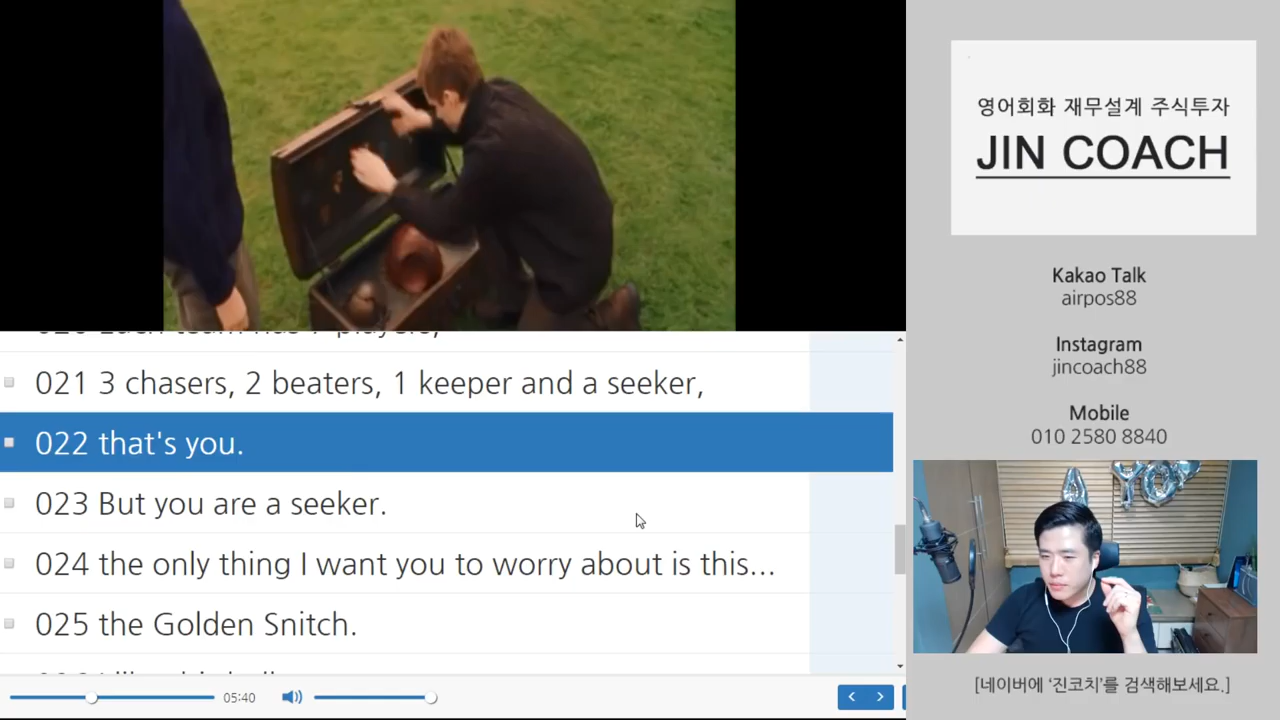 021 3 chasers, 2 beaters, 1 keeper and a seeker,
022 that's you.
023 But you are a seeker.
024 the only thing I want you to worry about is this...
025 the Golden Snitch.
05:40
영어회화 재무설계 주식투자
JIN COACH
Kakao Talk
airpos88
Instagram
jincoach88
Mobile
010 2580 8840
A YO
[네이버에 '진코치'를 검색해보세요.]